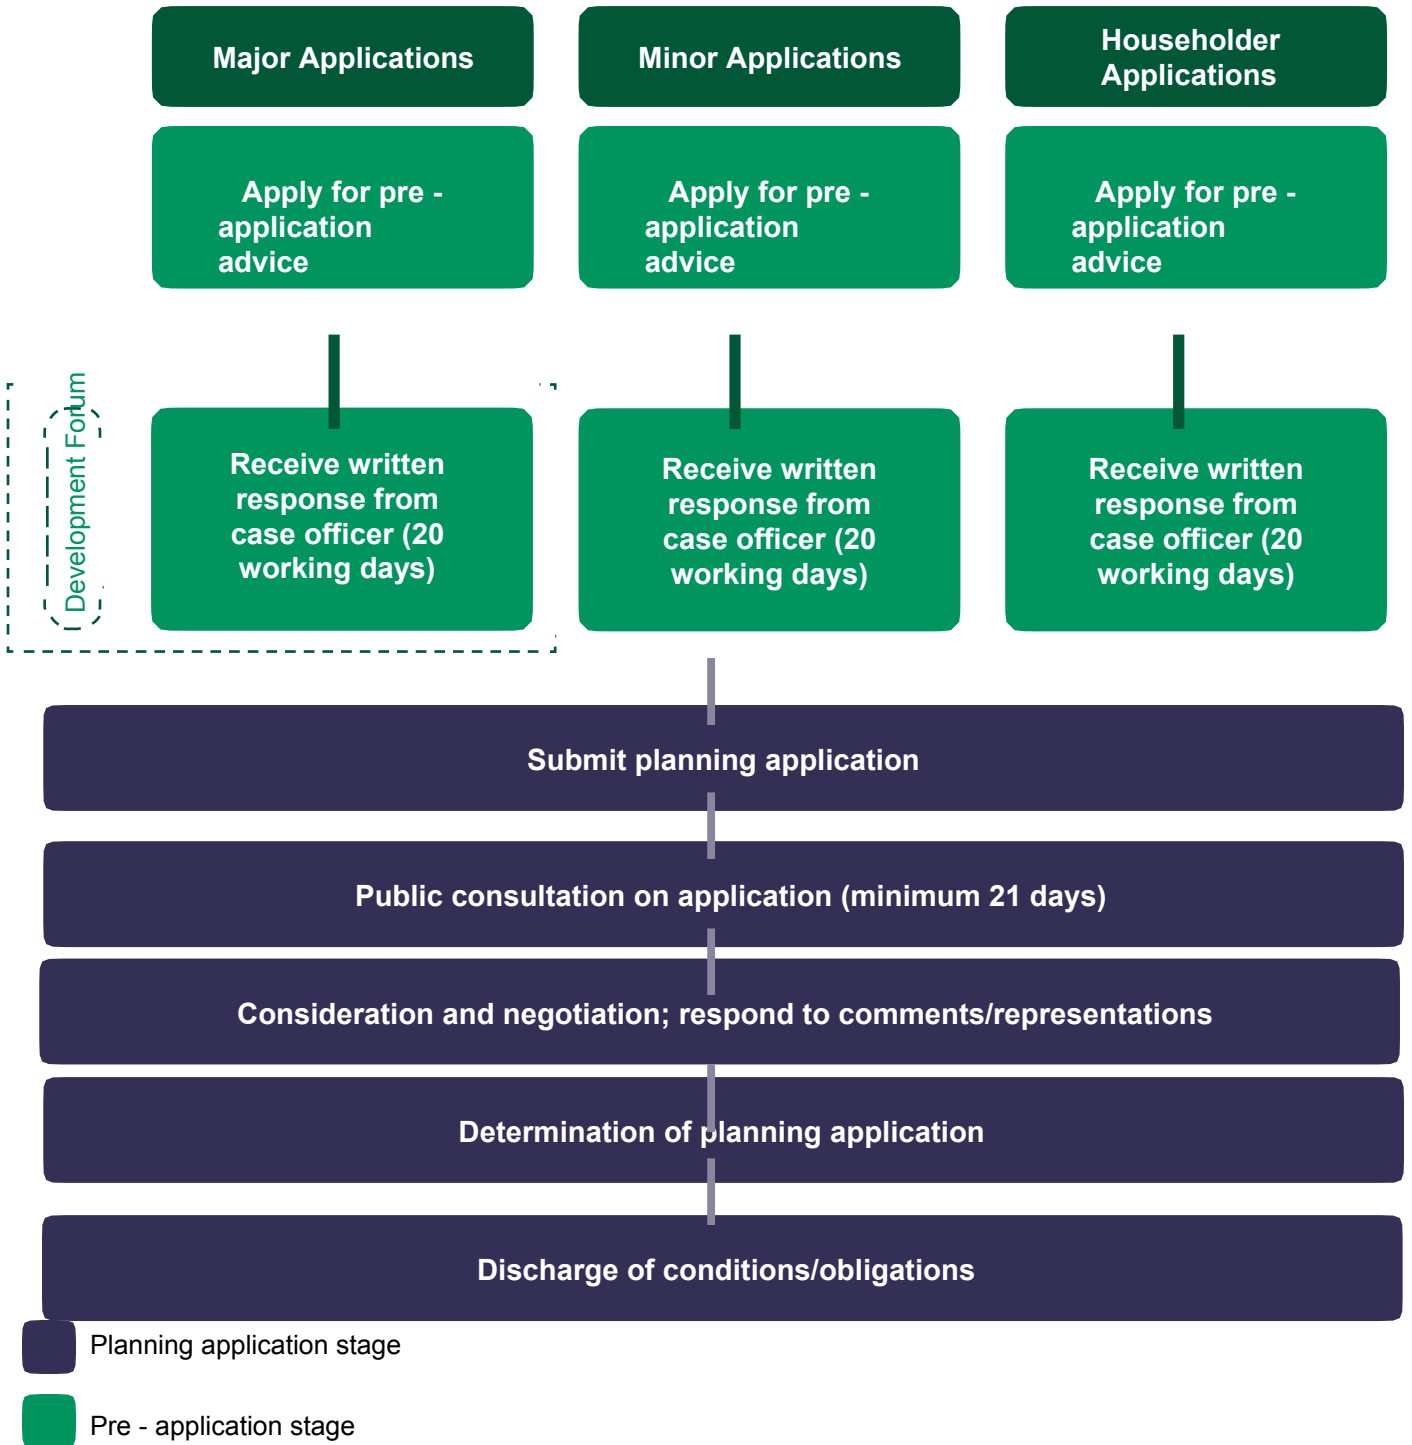 Major Applications
Minor Applications
Householder
Applications
Apply for pre -
application
advice
Apply for pre -
application
advice
Apply for pre -
application
advice
Development Forum
Receive written
response from
case officer (20
working days)
Receive written
response from
case officer (20
working days)
Receive written
response from
case officer (20
working days)
Submit planning application
Public consultation on application (minimum 21 days)
Consideration and negotiation; respond to comments/representations
Determination of planning application
Discharge of conditions/obligations
Planning application stage
Pre - application stage